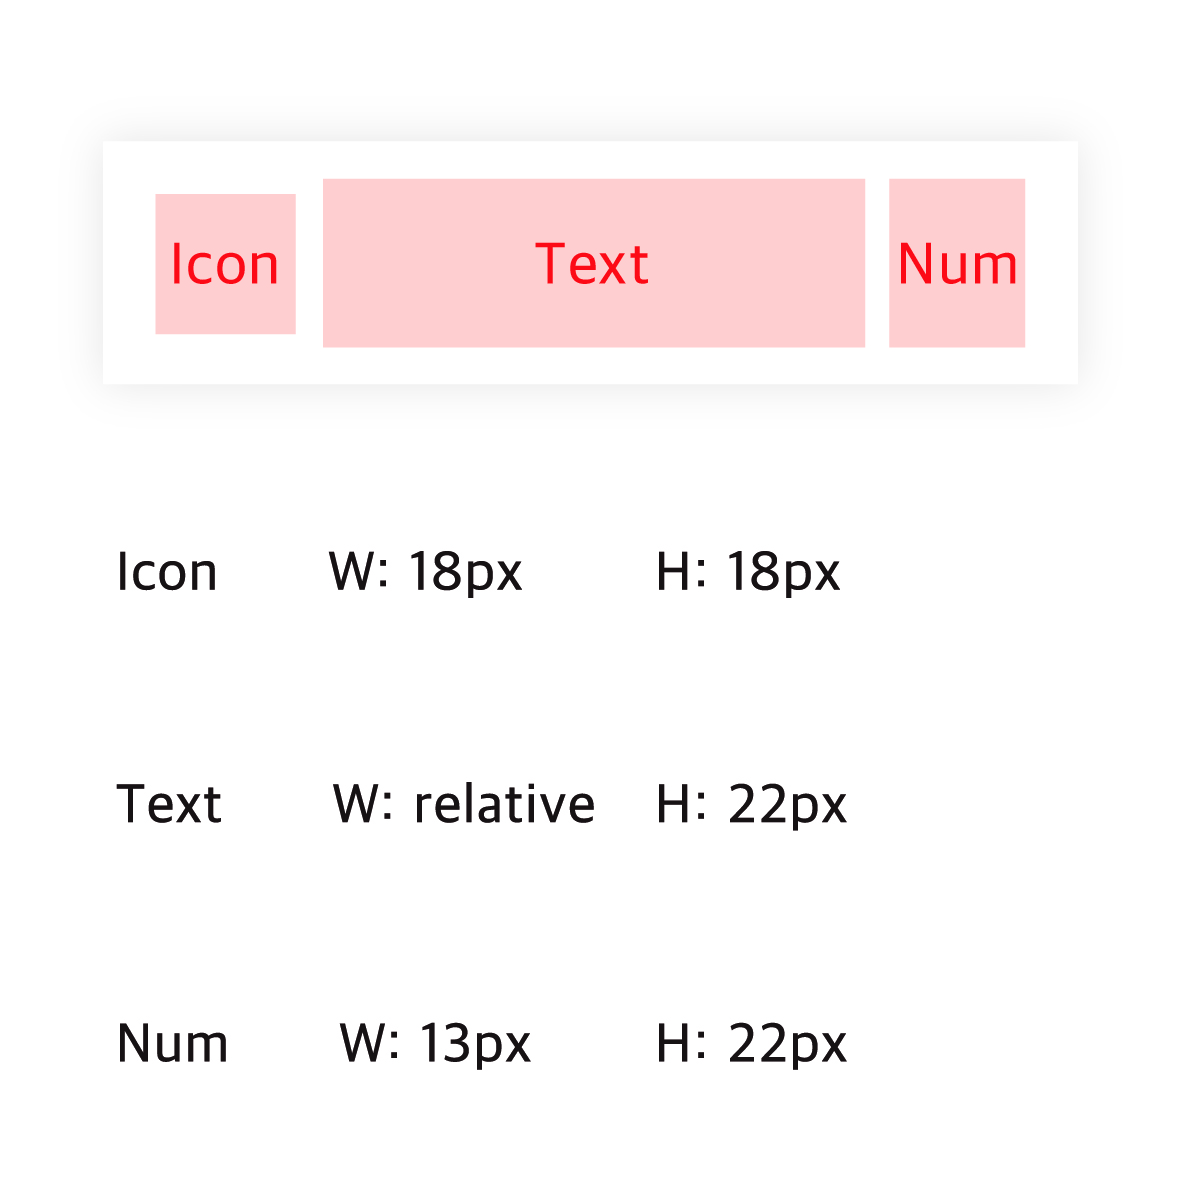 Icon Text Num
Icon W: 18px H: 18px
Text W: relative H: 22px
Num W: 13px H: 22px